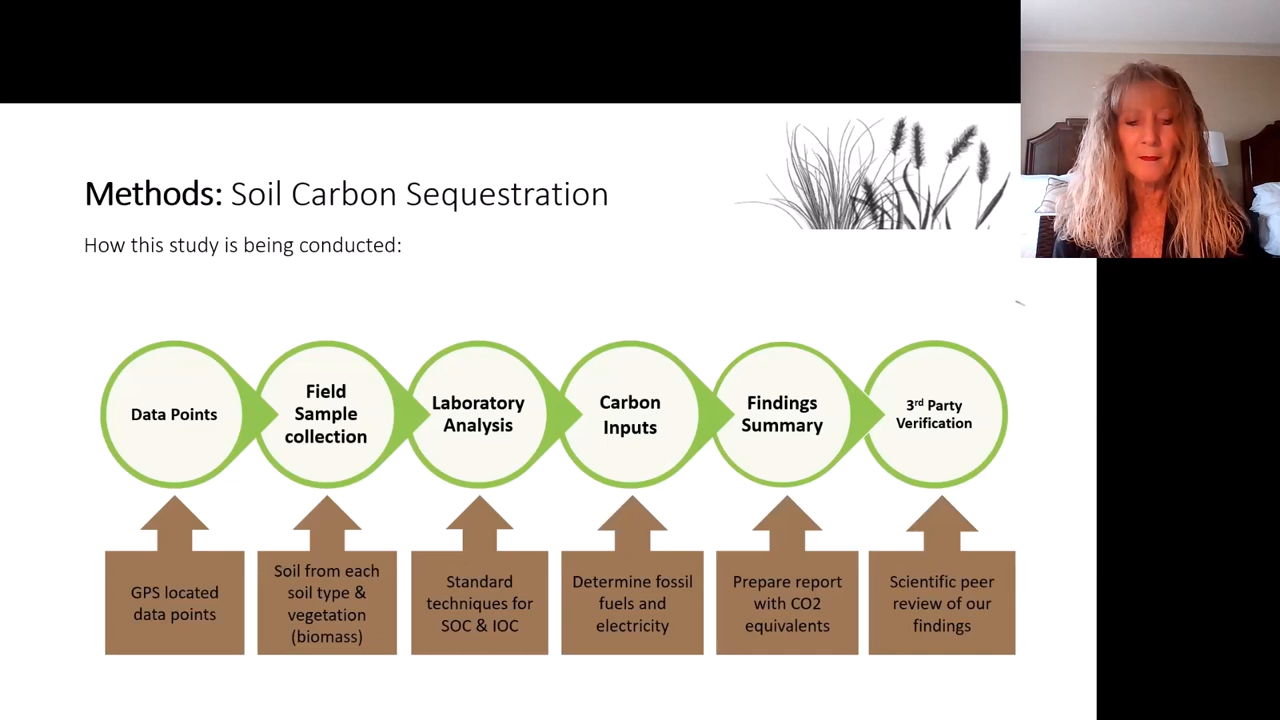 Methods: Soil Carbon Sequestration
How this study is being conducted:
Data Points
Field
Sample
collection
Laboratory
Analysis
Carbon
Inputs
Findings
Summary
3rd Party
Verification
GPS located
data points
Soil from each
soil type &
vegetation
(biomass)
Standard
techniques for
SOC & IOC
Determine fossil
fuels and
electricity
Prepare report
with CO2
equivalents
Scientific peer
review of our
findings